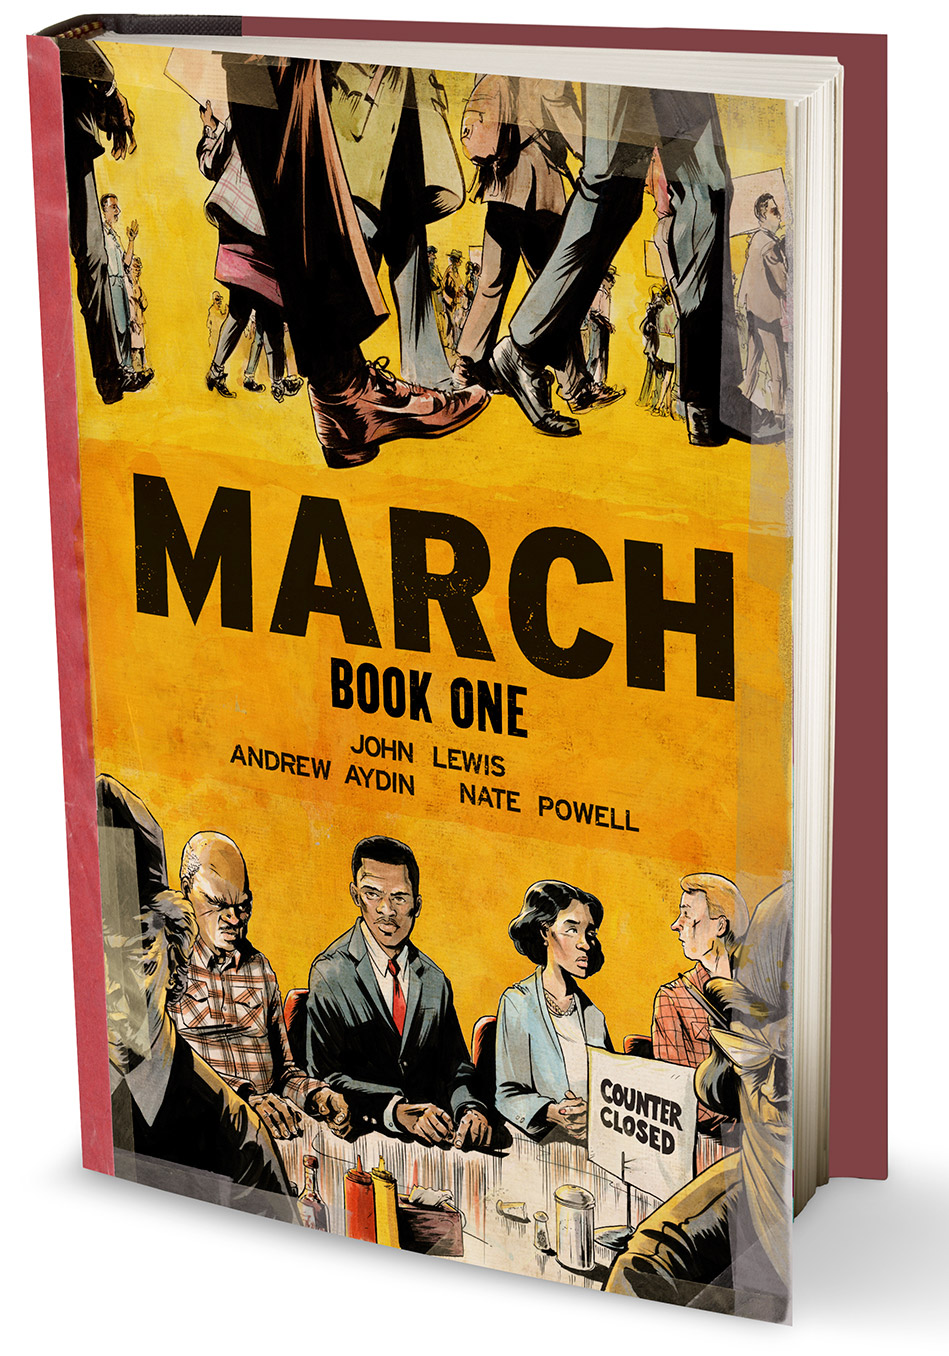 MARCH
BOOK ONE
JOHN LEWIS
ANDREW AYDIN NATE POWELL
COUNTER
CLOSED